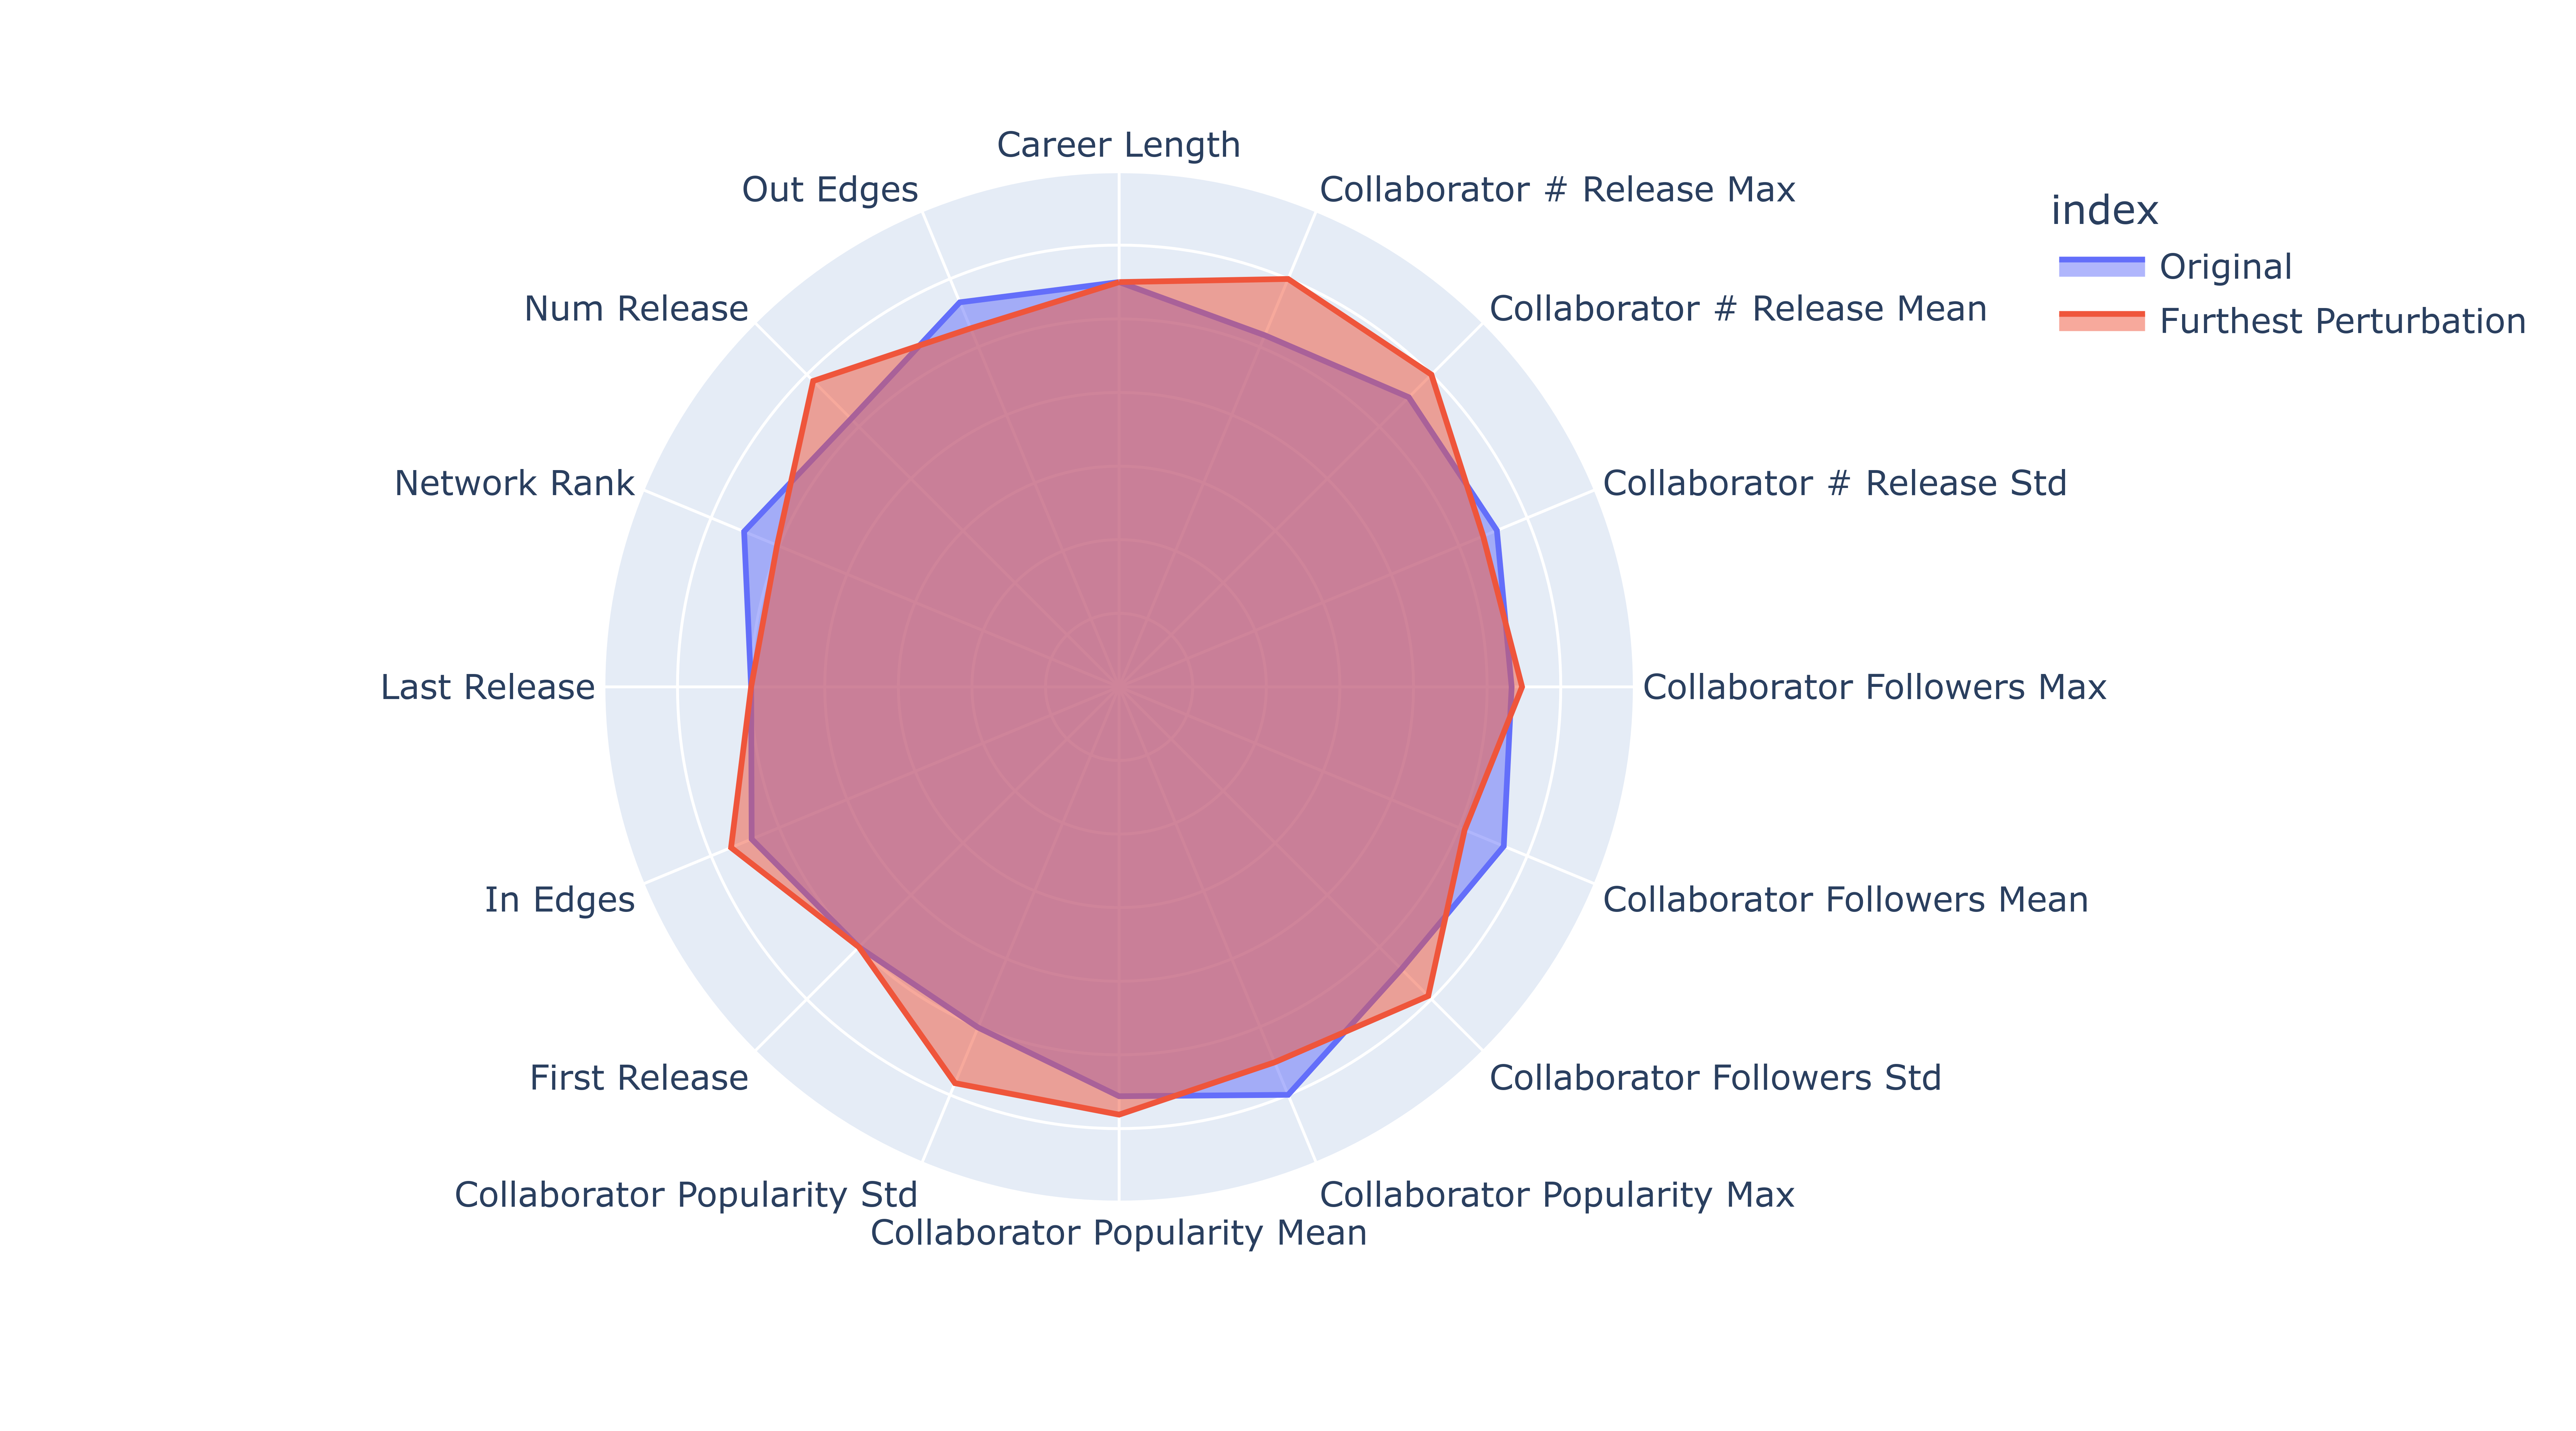 Career Length
Out Edges
Collaborator # Release Max
index
Num Release
Collaborator # Release Mean
Original
Furthest Perturbation
Network Rank
Collaborator # Release Std
Last Release
Collaborator Followers Max
In Edges
Collaborator Followers Mean
First Release
Collaborator Followers Std
Collaborator Popularity Std
Collaborator Popularity Max
Collaborator Popularity Mean